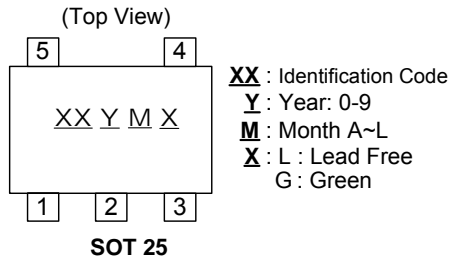 (Top View)
5 4
XX Y M X
1 2 3
SOT 25
XX : Identification Code
Y : Year: 0-9
M : Month A~L
X : L : Lead Free
G : Green